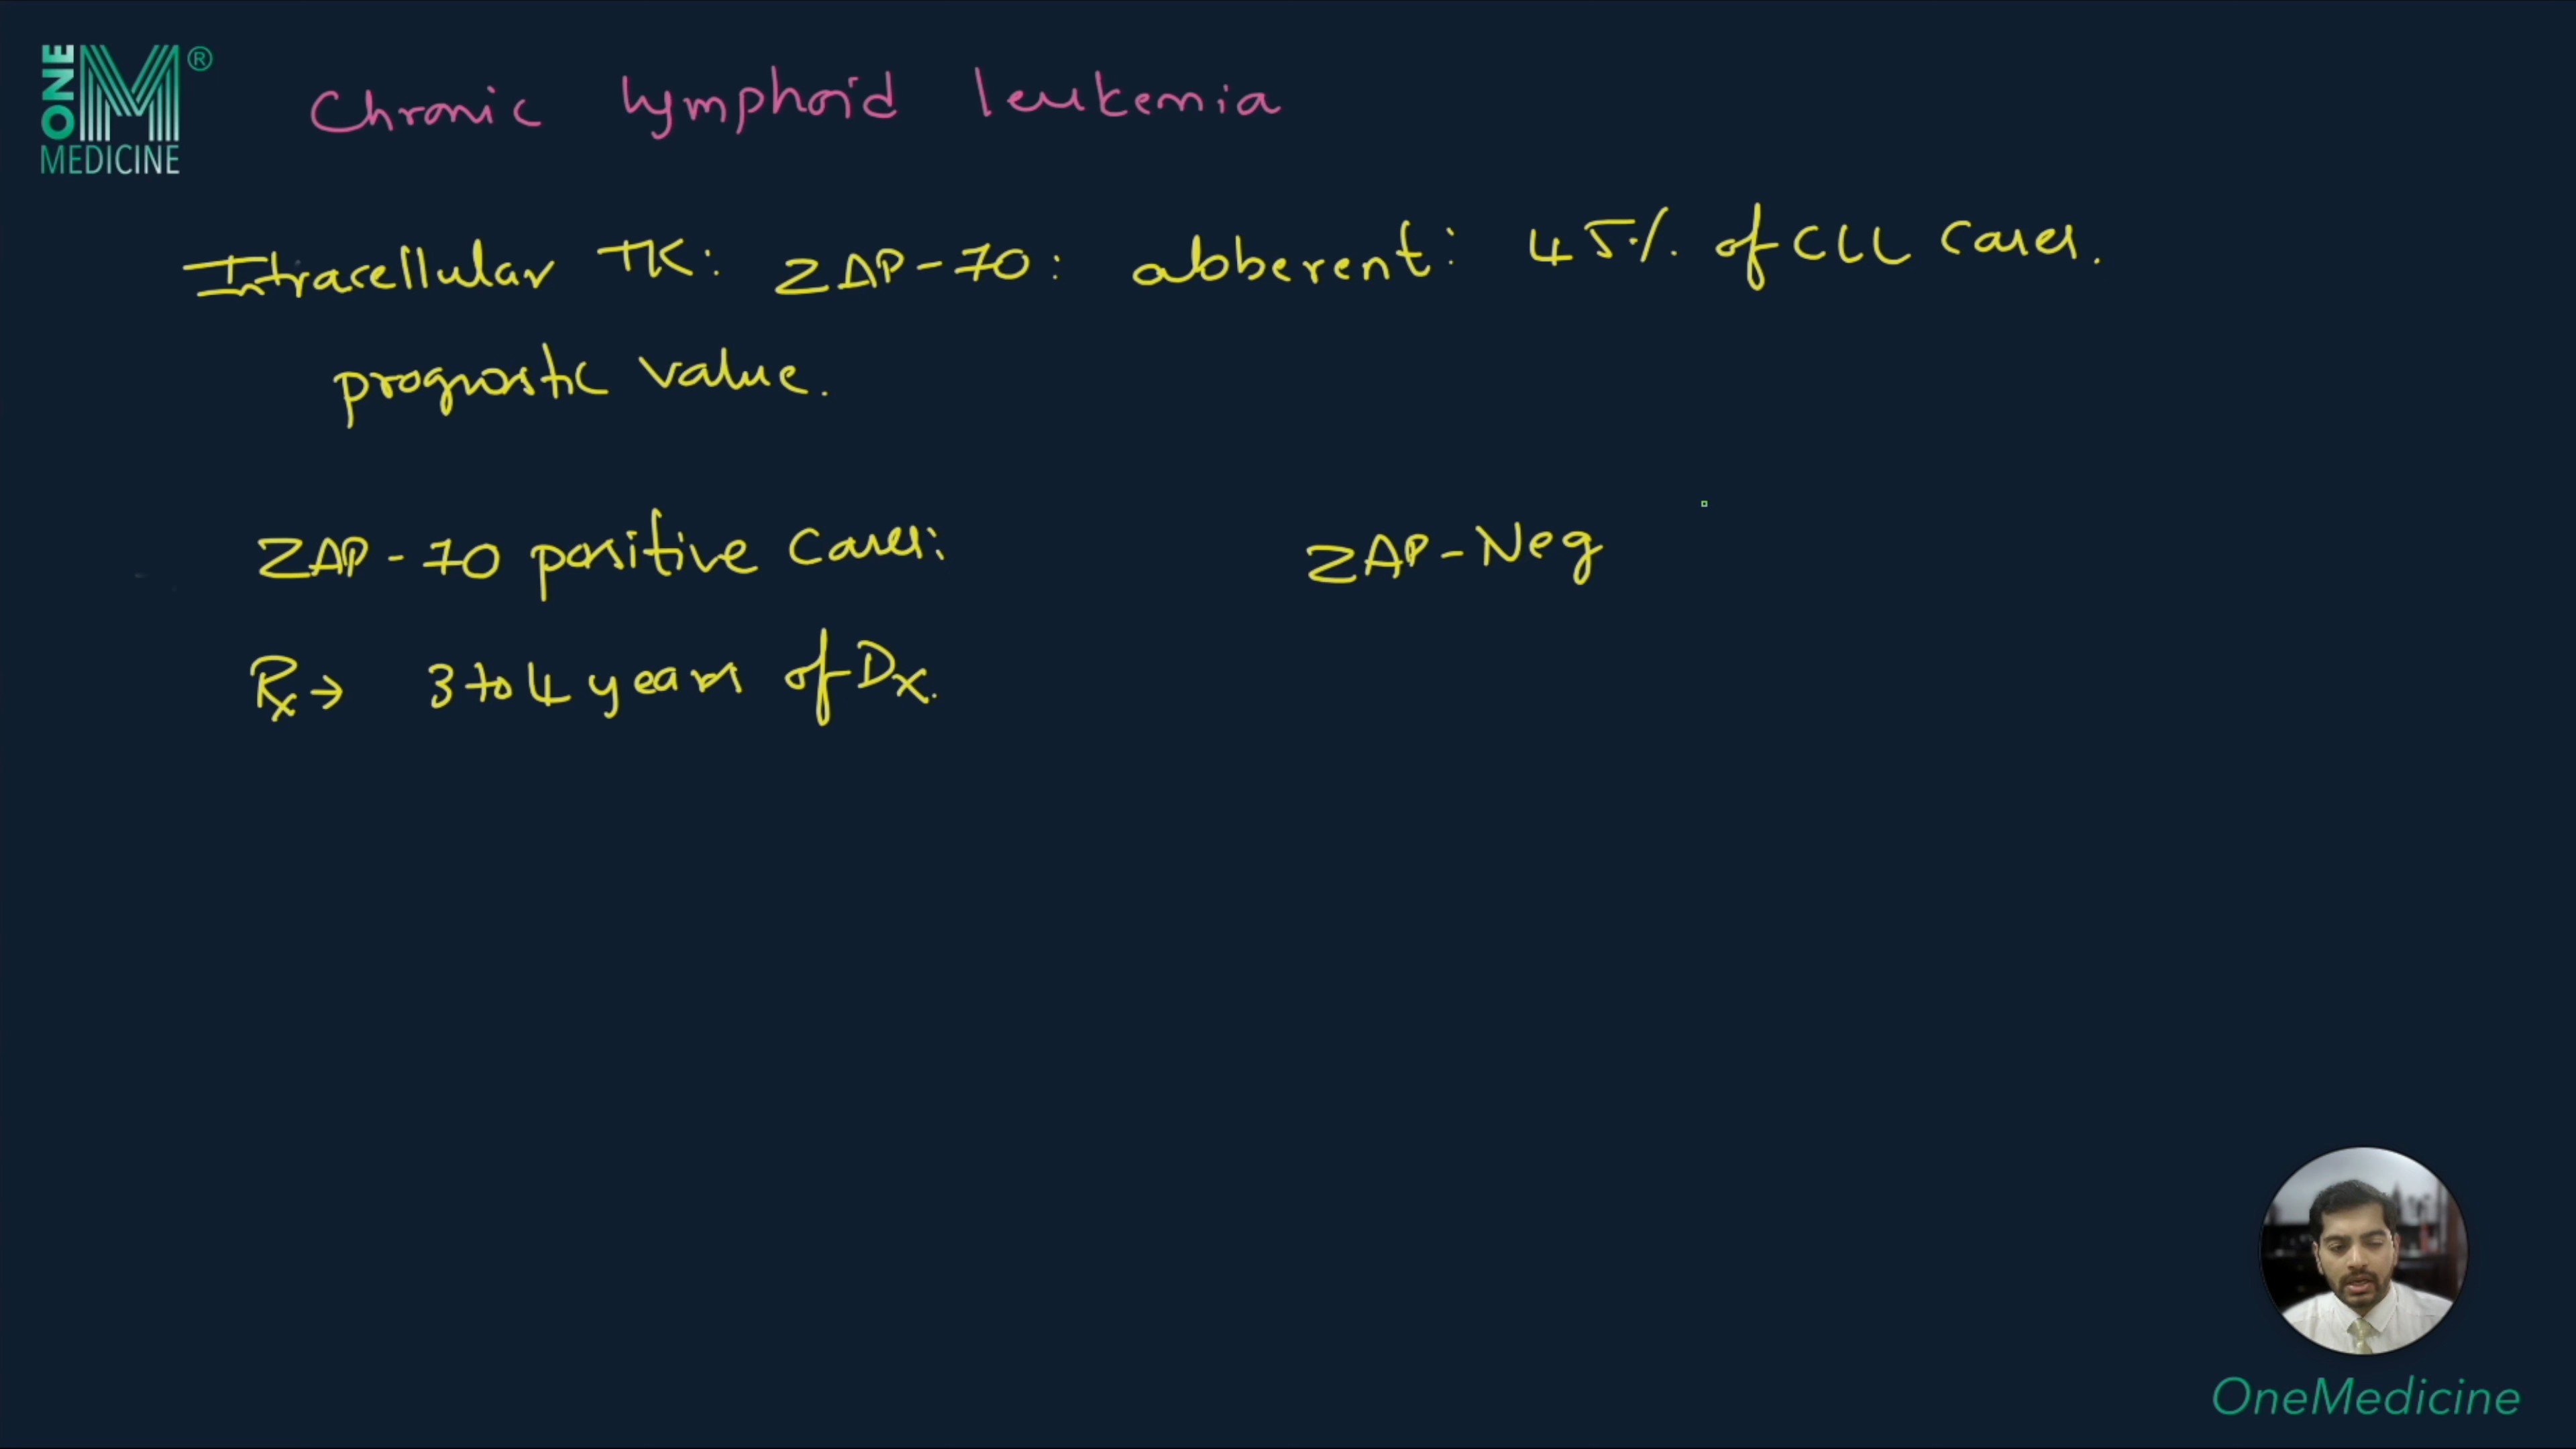 ONE M ®
MEDICINE
Chronic lymphoid leukemia
Intracellular TK: ZAP-70: abberent: 45% of CLL Cases.
prognostic value.
ZAP-70 positive Cases:
ZAP-Neg
Rx → 3 to 4 years of Dx.
OneMedicine